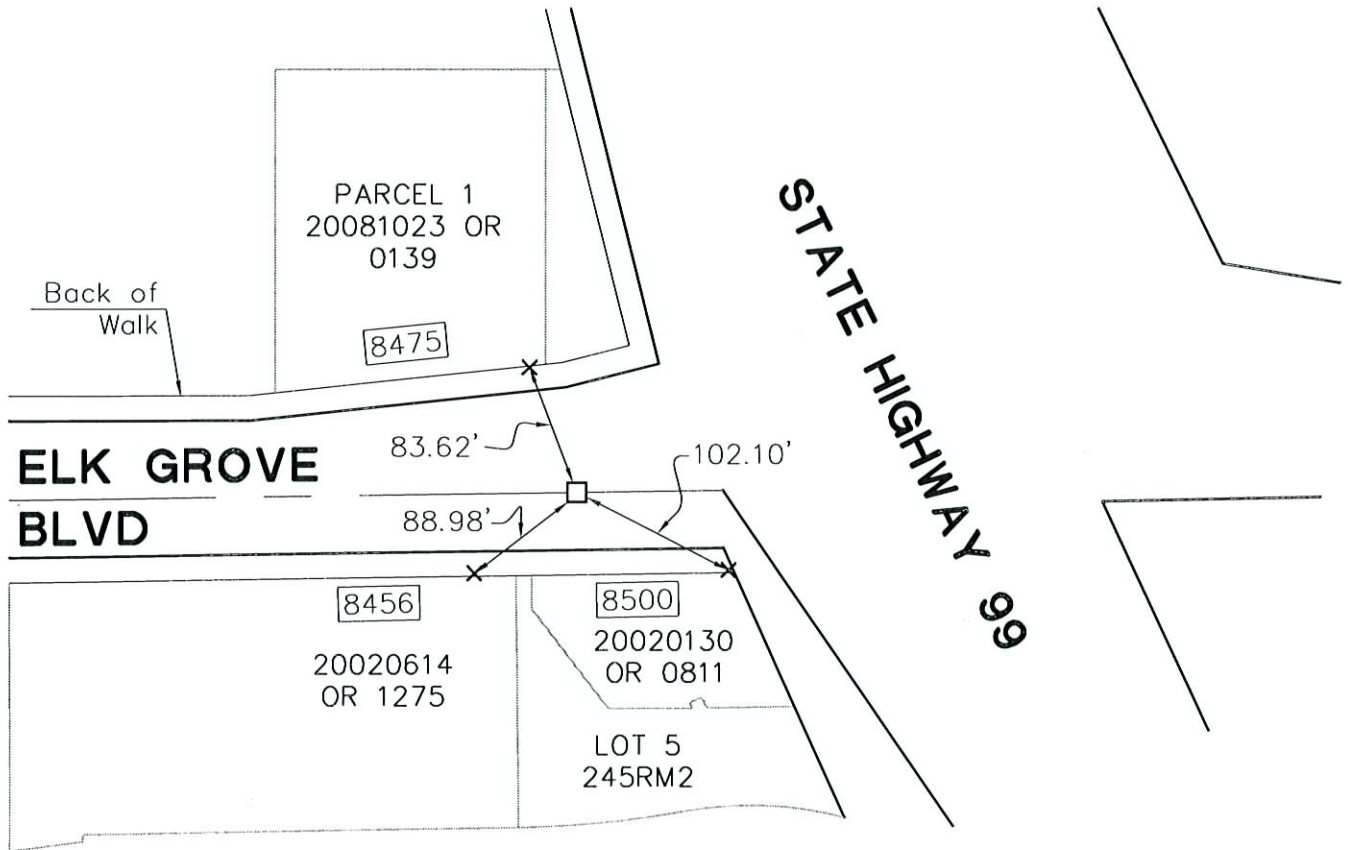 PARCEL 1
20081023 OR
0139
Back of
Walk
8475
STATE HIGHWAY 99
83.62'
102.10'
ELK GROVE
BLVD
88.98'
8456
8500
20020614
OR 1275
20020130
OR 0811
LOT 5
245RM2